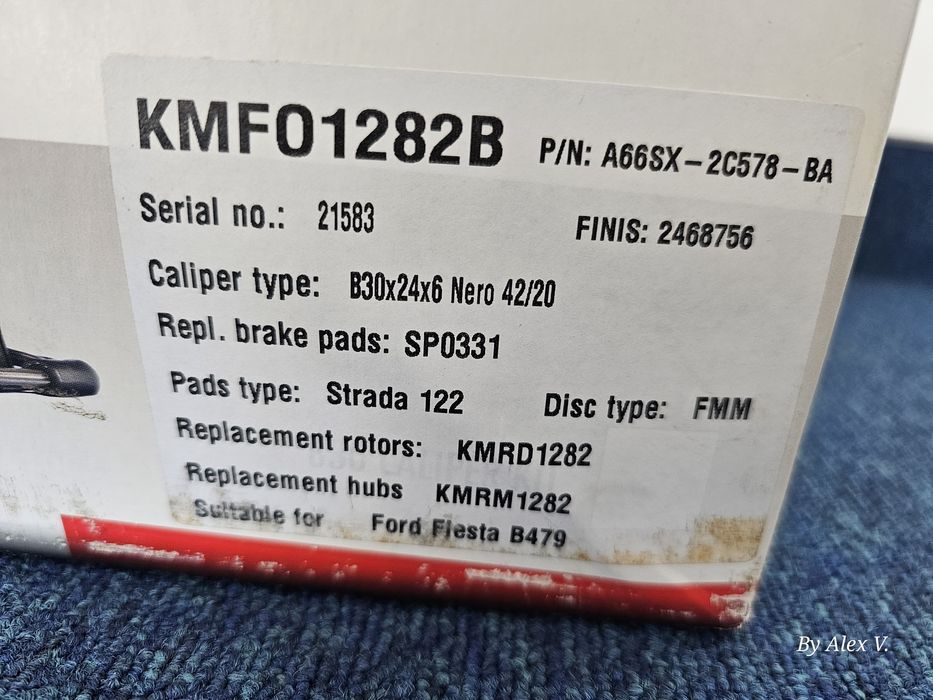 KMFO1282B P/N: A66SX-2C578-BA
Serial no.: 21583 FINIS: 2468756
Caliper type: B30x24x6 Nero 42/20
Repl. brake pads: SP0331
Pads type: Strada 122 Disc type: FMM
Replacement rotors: KMRD1282
Replacement hubs KMRM1282
Suitable for Ford Fiesta B479
By Alex V.